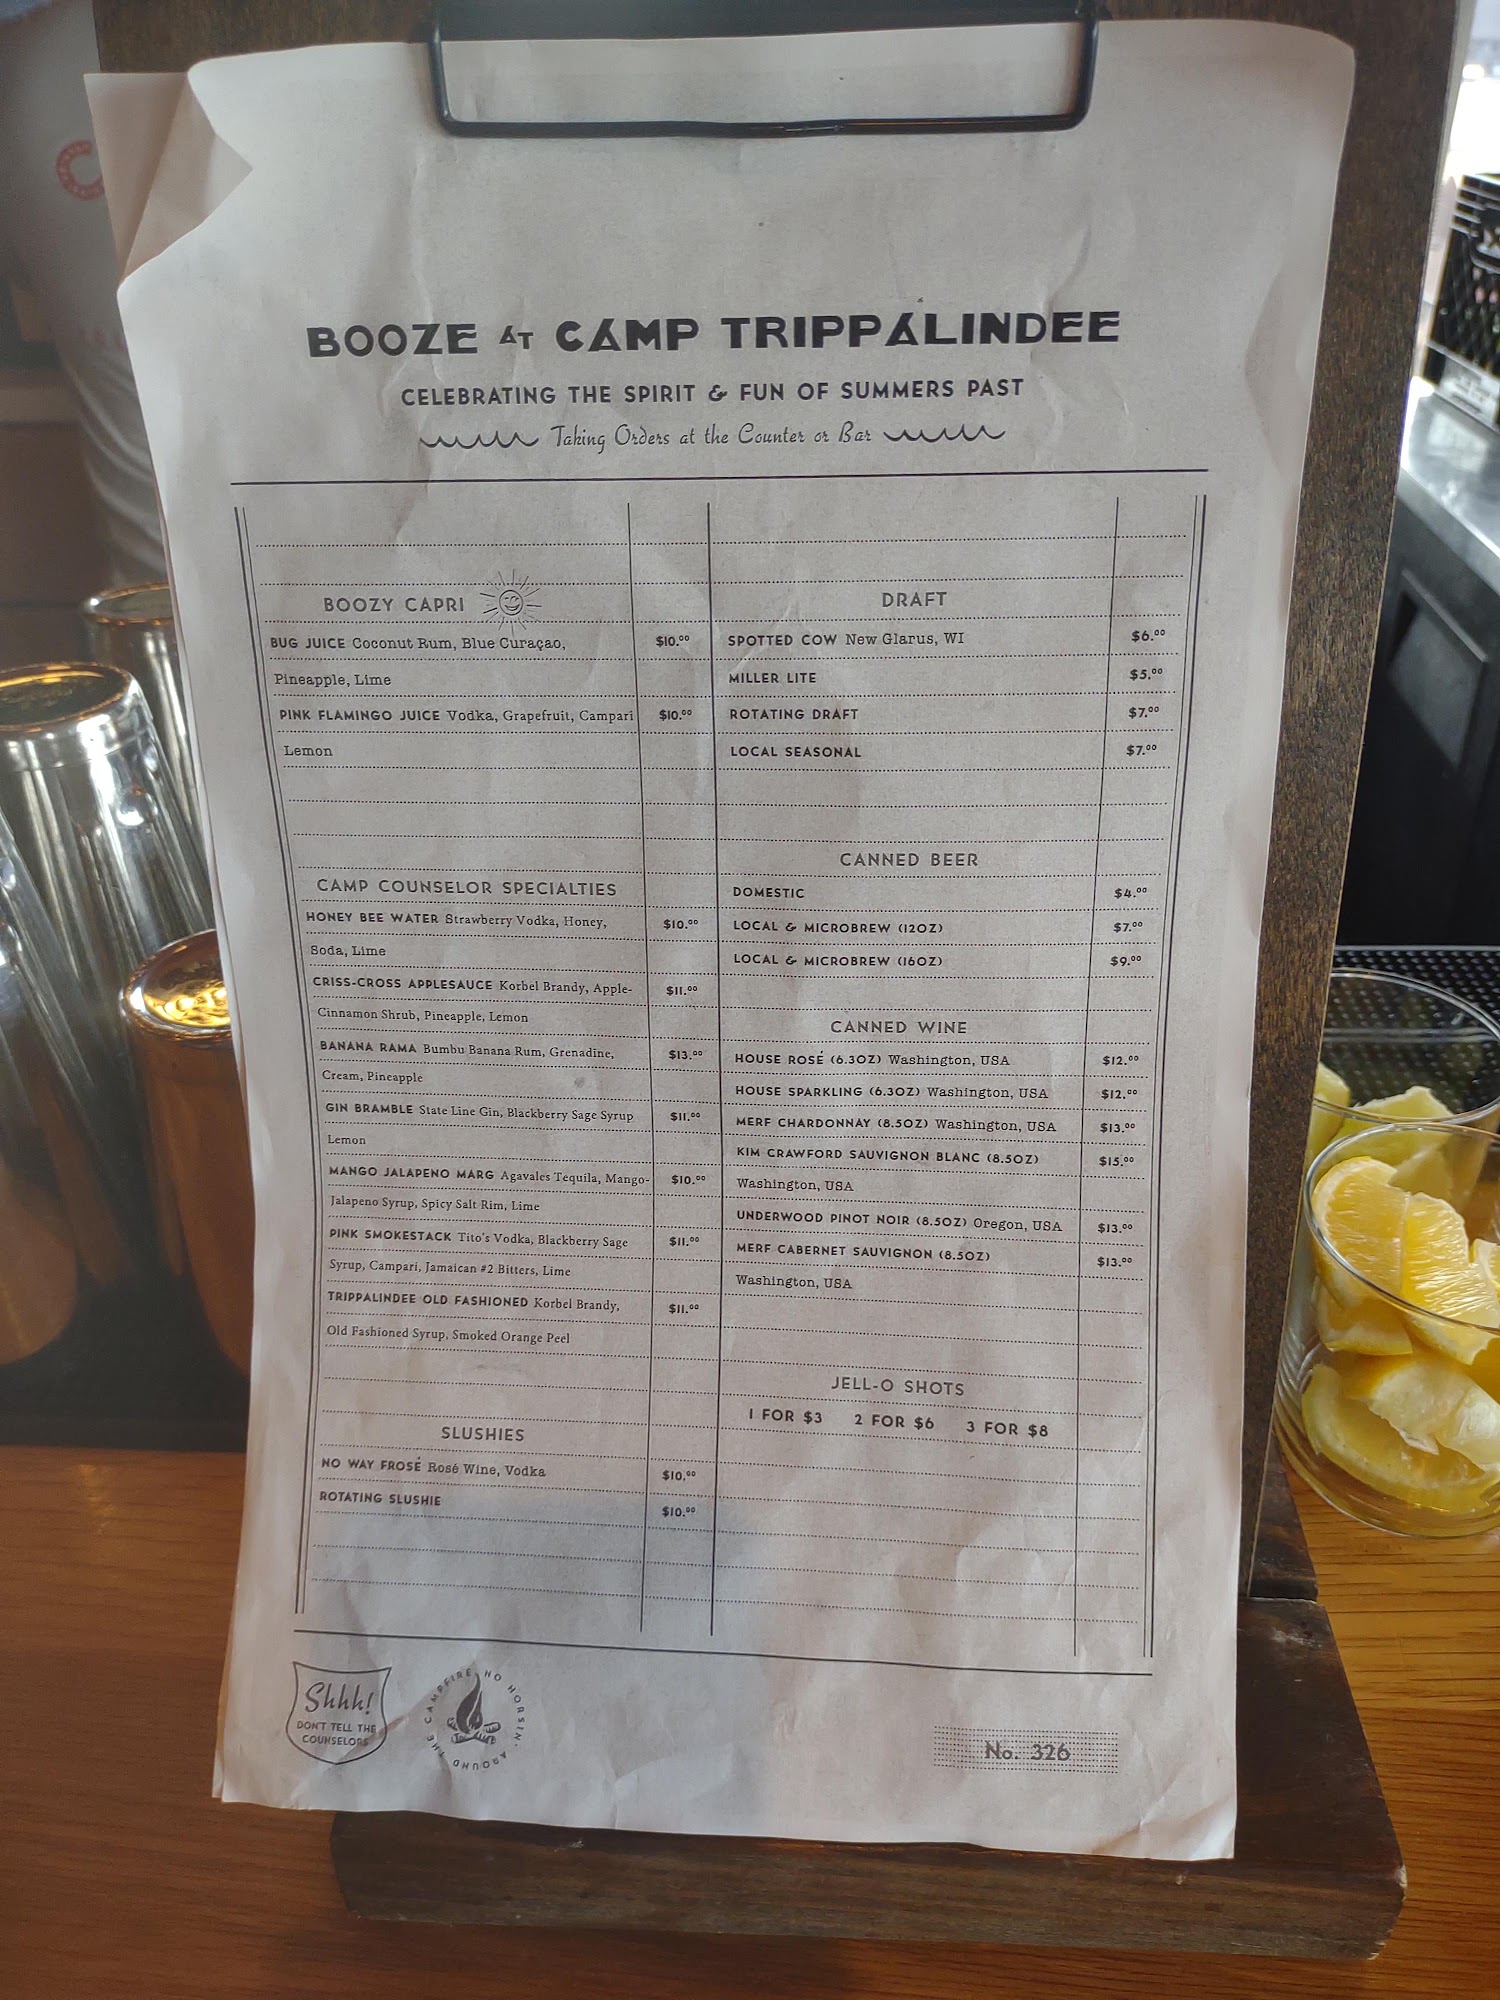 BOOZE AT CAMP TRIPPALINDEE
CELEBRATING THE SPIRIT & FUN OF SUMMERS PAST
Taking Orders at the Counter or Bar
BOOZY CAPRI
BUG JUICE Coconut Rum, Blue Curaçao, $10.00
Pineapple, Lime
PINK FLAMINGO JUICE Vodka, Grapefruit, Campari $10.00
Lemon
CAMP COUNSELOR SPECIALTIES
HONEY BEE WATER Strawberry Vodka, Honey, $10.00
Soda, Lime
CRISS-CROSS APPLESAUCE Korbel Brandy, Apple- $11.00
Cinnamon Shrub, Pineapple, Lemon
BANANA RAMA Bumbu Banana Rum, Grenadine, $13.00
Cream, Pineapple
GIN BRAMBLE State Line Gin, Blackberry Sage Syrup $11.00
Lemon
MANGO JALAPENO MARG Agavales Tequila, Mango- $10.00
Jalapeno Syrup, Spicy Salt Rim, Lime
PINK SMOKESTACK Tito's Vodka, Blackberry Sage $11.00
Syrup, Campari, Jamaican #2 Bitters, Lime
TRIPPALINDEE OLD FASHIONED Korbel Brandy, $11.00
Old Fashioned Syrup, Smoked Orange Peel
SLUSHIES
NO WAY FROSÉ Rosé Wine, Vodka $10.00
ROTATING SLUSHIE $10.00
DRAFT
SPOTTED COW New Glarus, WI $6.00
MILLER LITE $5.00
ROTATING DRAFT $7.00
LOCAL SEASONAL $7.00
CANNED BEER
DOMESTIC $4.00
LOCAL & MICROBREW (12OZ) $7.00
LOCAL & MICROBREW (16OZ) $9.00
CANNED WINE
HOUSE ROSÉ (6.3OZ) Washington, USA $12.00
HOUSE SPARKLING (6.3OZ) Washington, USA $12.00
MERF CHARDONNAY (8.5OZ) Washington, USA $13.00
KIM CRAWFORD SAUVIGNON BLANC (8.5OZ) $15.00
Washington, USA
UNDERWOOD PINOT NOIR (8.5OZ) Oregon, USA $13.00
MERF CABERNET SAUVIGNON (8.5OZ) $13.00
Washington, USA
JELL-O SHOTS
1 FOR $3 2 FOR $6 3 FOR $8
Shhh!
DON'T TELL THE
COUNSELORS
NO HORSIN' AROUND THE CAMPFIRE
No. 326